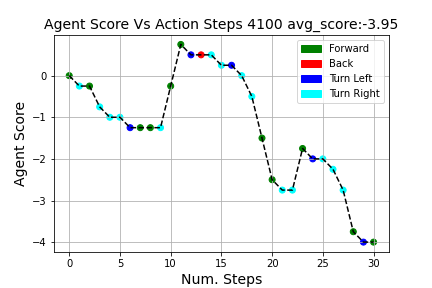 Agent Score Vs Action Steps 4100 avg_score:-3.95
Forward
Back
Turn Left
Turn Right
Agent Score
0
−1
−2
−3
−4
0 5 10 15 20 25 30
Num. Steps